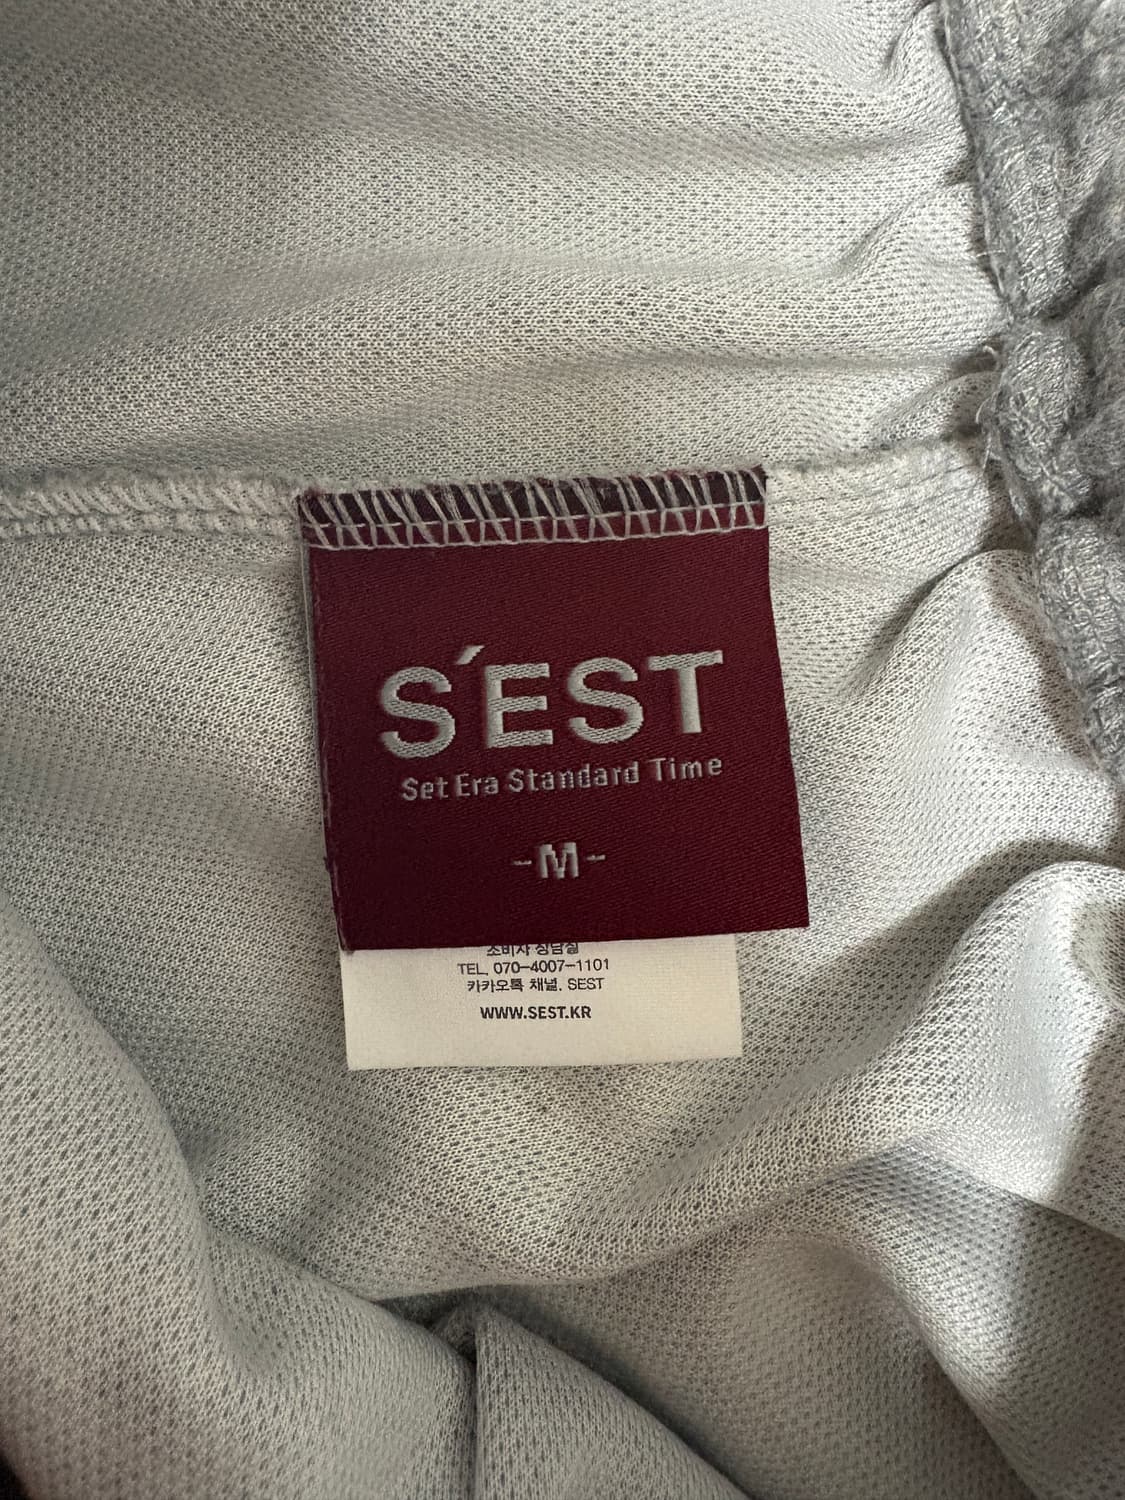 S´EST
Set Era Standard Time
-M-
소비자 상담실
TEL. 070-4007-1101
카카오톡 채널. SEST
WWW.SEST.KR